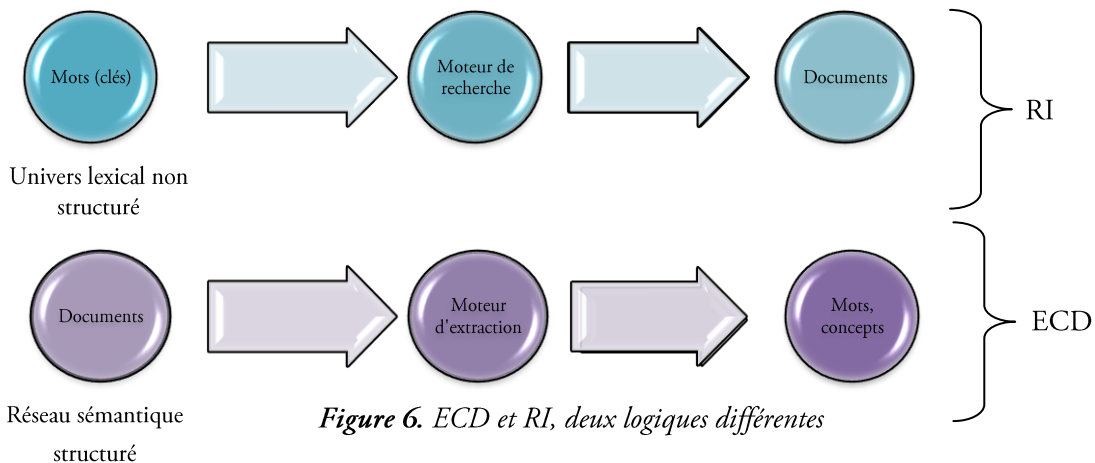 Mots (clés)
Moteur de
recherche
Documents
RI
Univers lexical non
structuré
Documents
Moteur
d'extraction
Mots,
concepts
ECD
Réseau sémantique
structuré
Figure 6. ECD et RI, deux logiques différentes